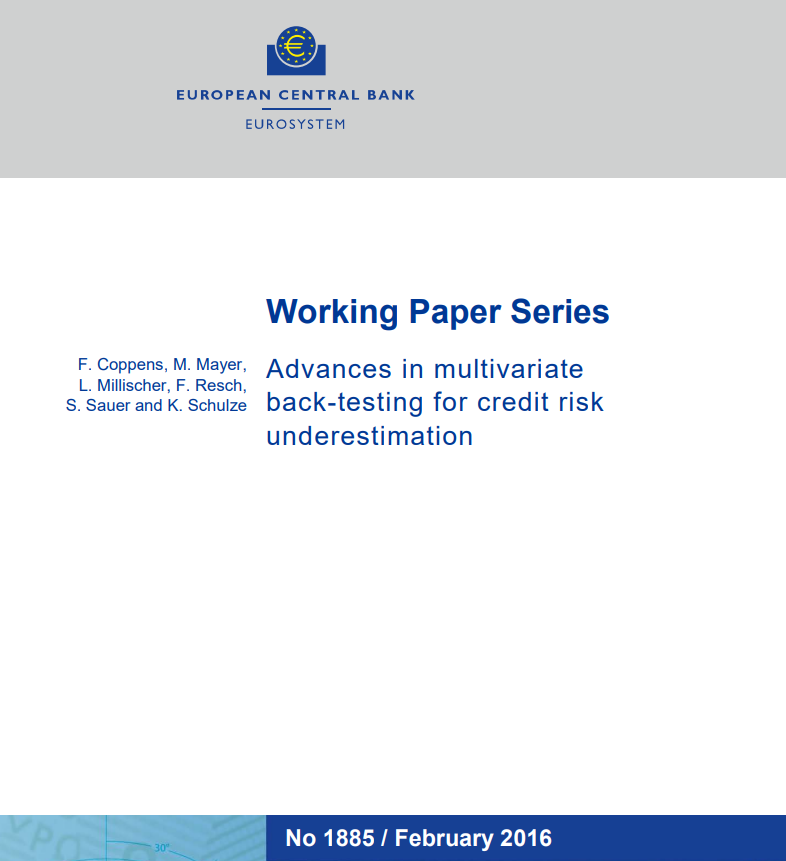 EUROPEAN CENTRAL BANK
EUROSYSTEM
Working Paper Series
F. Coppens, M. Mayer,
L. Millischer, F. Resch,
S. Sauer and K. Schulze
Advances in multivariate
back-testing for credit risk
underestimation
30°
No 1885 / February 2016